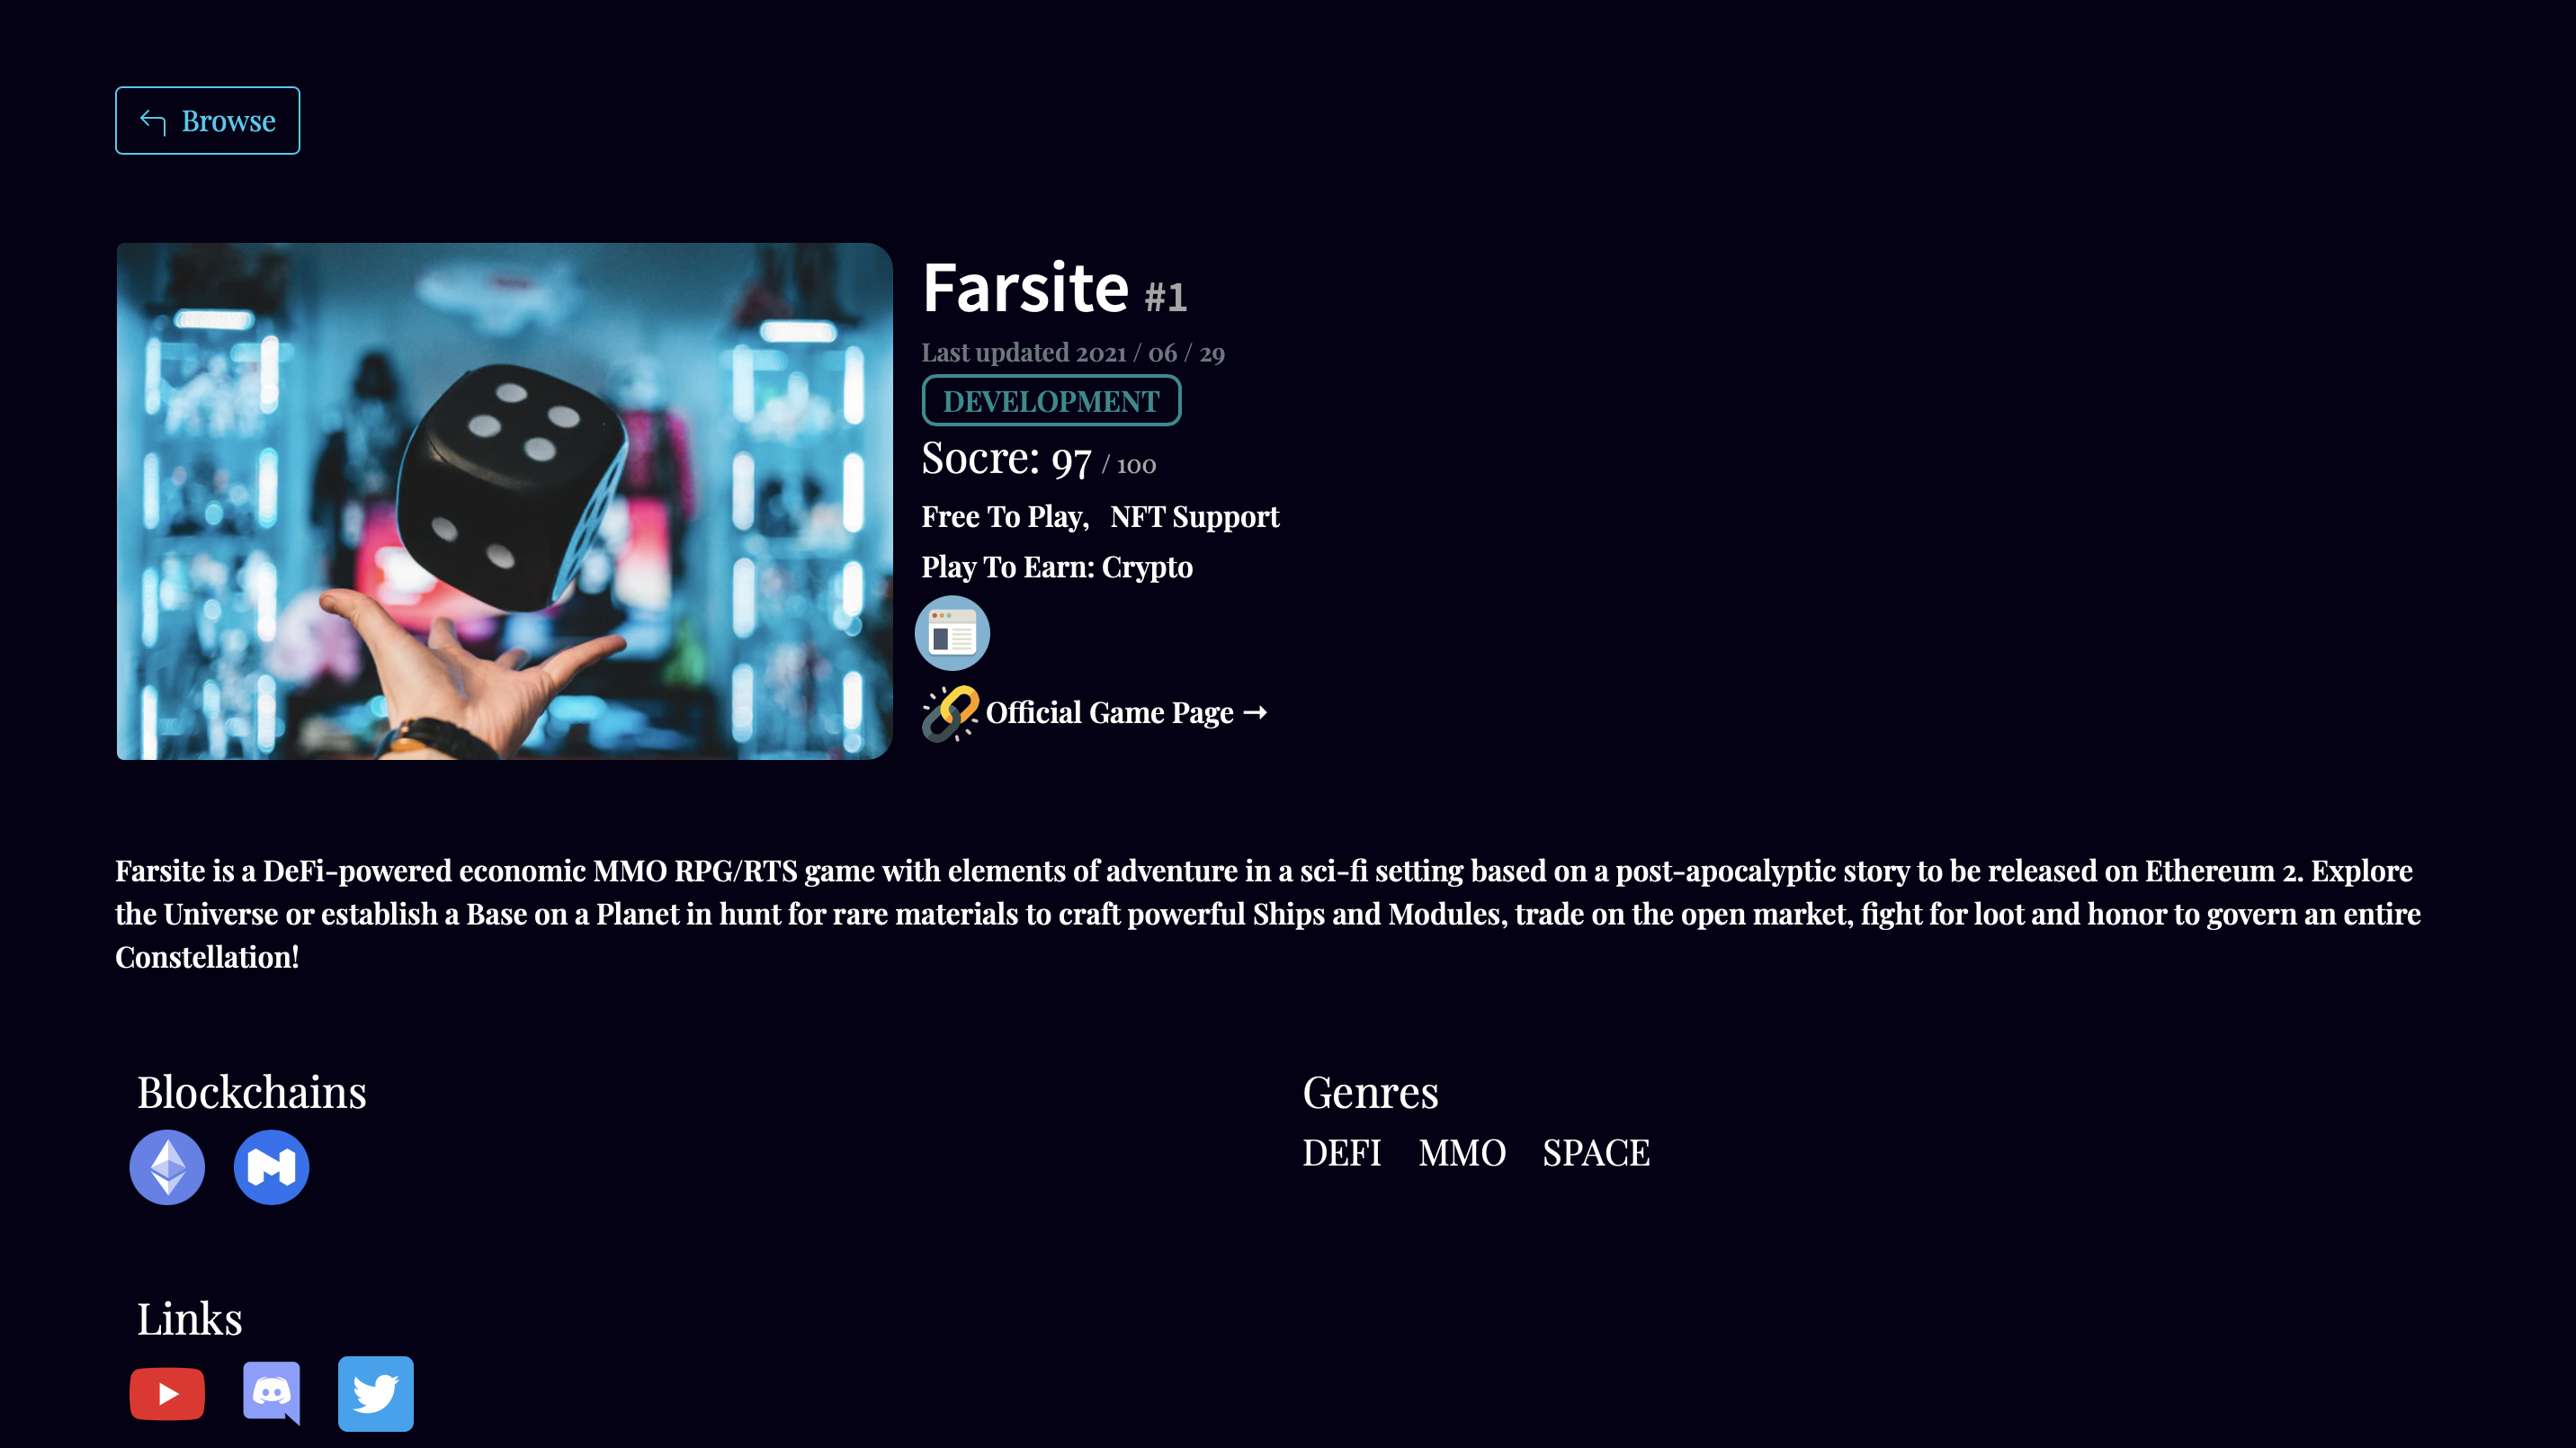 Browse
Farsite #1
Last updated 2021 / 06 / 29
DEVELOPMENT
Socre: 97 / 100
Free To Play, NFT Support
Play To Earn: Crypto
Official Game Page →
Farsite is a DeFi-powered economic MMO RPG/RTS game with elements of adventure in a sci-fi setting based on a post-apocalyptic story to be released on Ethereum 2. Explore
the Universe or establish a Base on a Planet in hunt for rare materials to craft powerful Ships and Modules, trade on the open market, fight for loot and honor to govern an entire
Constellation!
Blockchains
Genres
DEFI MMO SPACE
Links